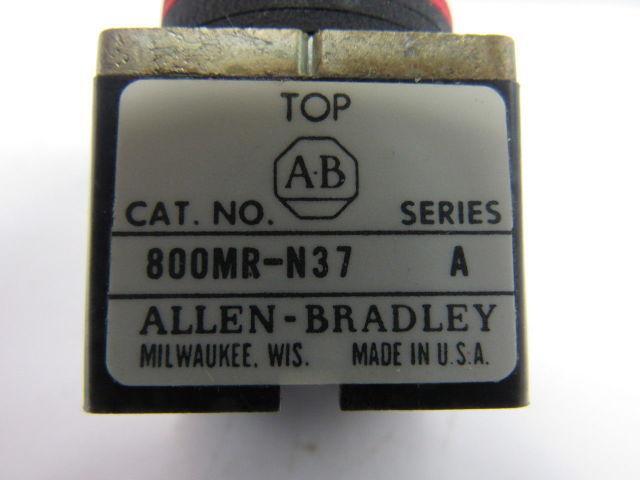 TOP
A·B
CAT. NO. SERIES
800MR-N37 A
ALLEN-BRADLEY
MILWAUKEE, WIS. MADE IN U.S.A.